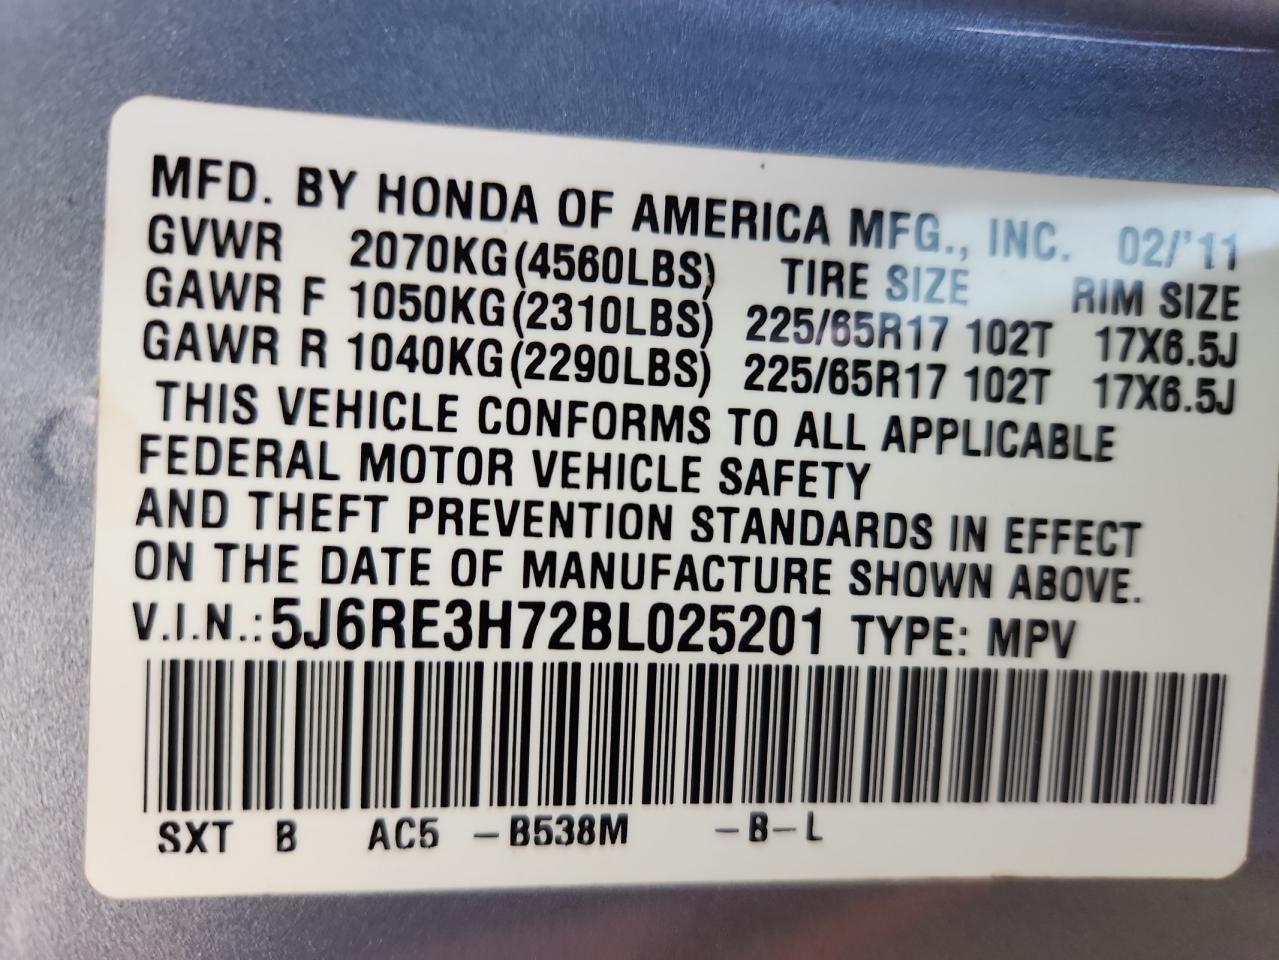 MFD. BY HONDA OF AMERICA MFG., INC. 02/'11
GVWR 2070KG(4560LBS) TIRE SIZE RIM SIZE
GAWR F 1050KG(2310LBS) 225/65R17 102T 17X6.5J
GAWR R 1040KG(2290LBS) 225/65R17 102T 17X6.5J
THIS VEHICLE CONFORMS TO ALL APPLICABLE
FEDERAL MOTOR VEHICLE SAFETY
AND THEFT PREVENTION STANDARDS IN EFFECT
ON THE DATE OF MANUFACTURE SHOWN ABOVE.
V.I.N.:5J6RE3H72BL025201 TYPE: MPV
SXT B AC5 -B538M -B-L